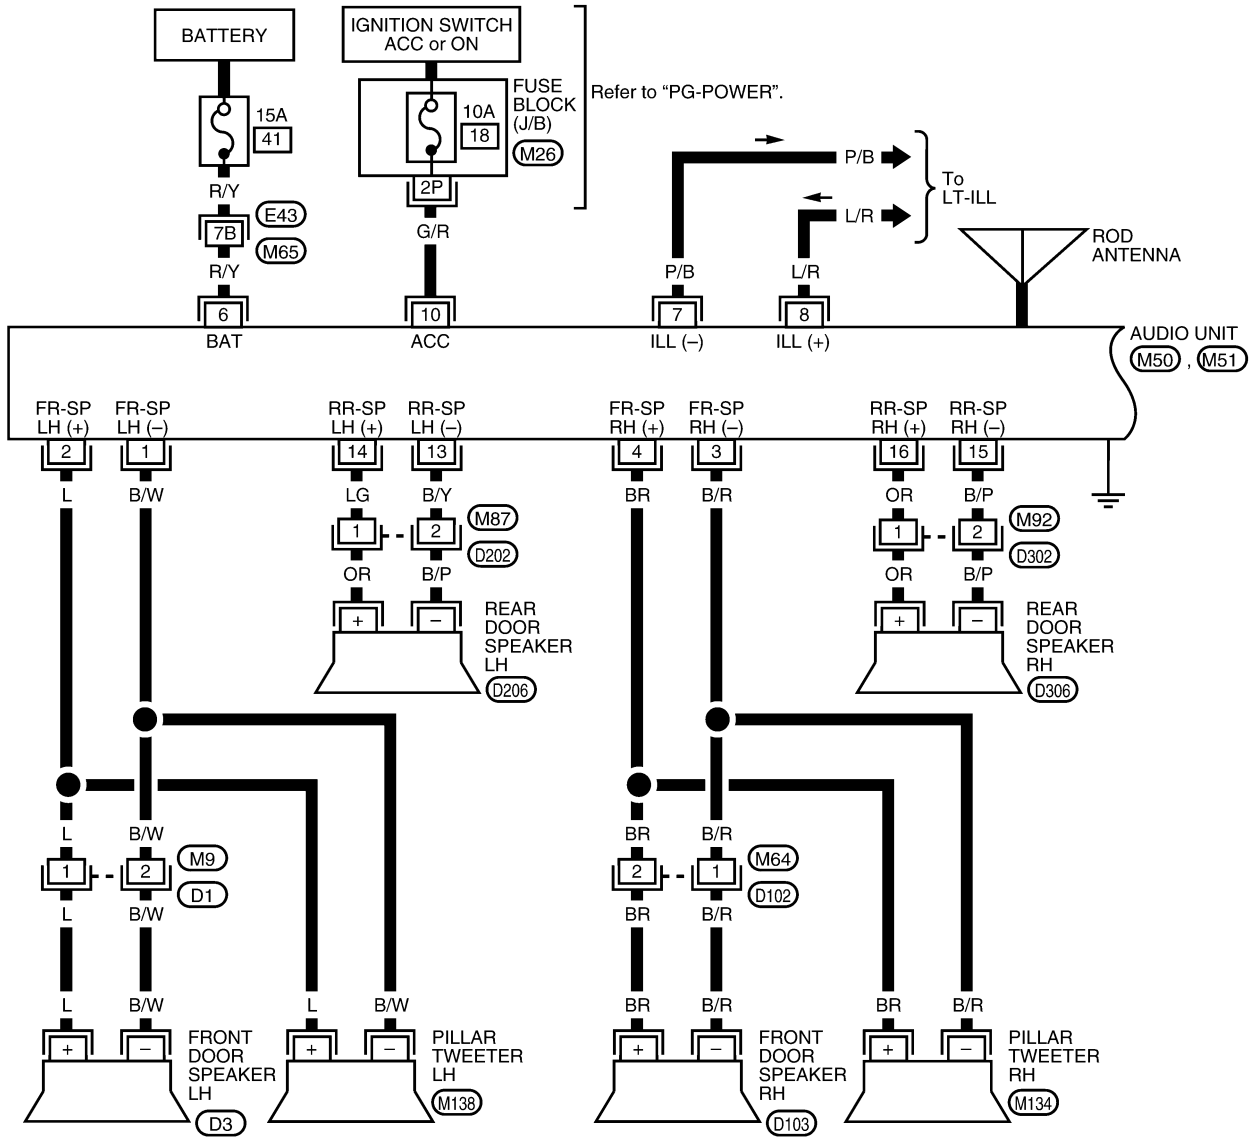 BATTERY
IGNITION SWITCH
ACC or ON
15A
41
10A
18
FUSE
BLOCK
(J/B)
M26
Refer to “PG-POWER”.
R/Y
2P
7B
E43
M65
G/R
R/Y
P/B
L/R
To
LT-ILL
P/B
L/R
ROD
ANTENNA
6
10
7
8
BAT
ACC
ILL (–)
ILL (+)
AUDIO UNIT
M50 , M51
FR-SP
LH (+)
FR-SP
LH (–)
RR-SP
LH (+)
RR-SP
LH (–)
FR-SP
RH (+)
FR-SP
RH (–)
RR-SP
RH (+)
RR-SP
RH (–)
2
1
14
13
4
3
16
15
L
B/W
LG
B/Y
BR
B/R
OR
B/P
1
2
M87
D202
1
2
M92
D302
OR
B/P
OR
B/P
+
–
REAR
DOOR
SPEAKER
LH
D206
+
–
REAR
DOOR
SPEAKER
RH
D306
L
B/W
BR
B/R
1
2
M9
D1
2
1
M64
D102
L
B/W
BR
B/R
L
B/W
L
B/W
BR
B/R
BR
B/R
+
–
FRONT
DOOR
SPEAKER
LH
D3
+
–
PILLAR
TWEETER
LH
M138
+
–
FRONT
DOOR
SPEAKER
RH
D103
+
–
PILLAR
TWEETER
RH
M134